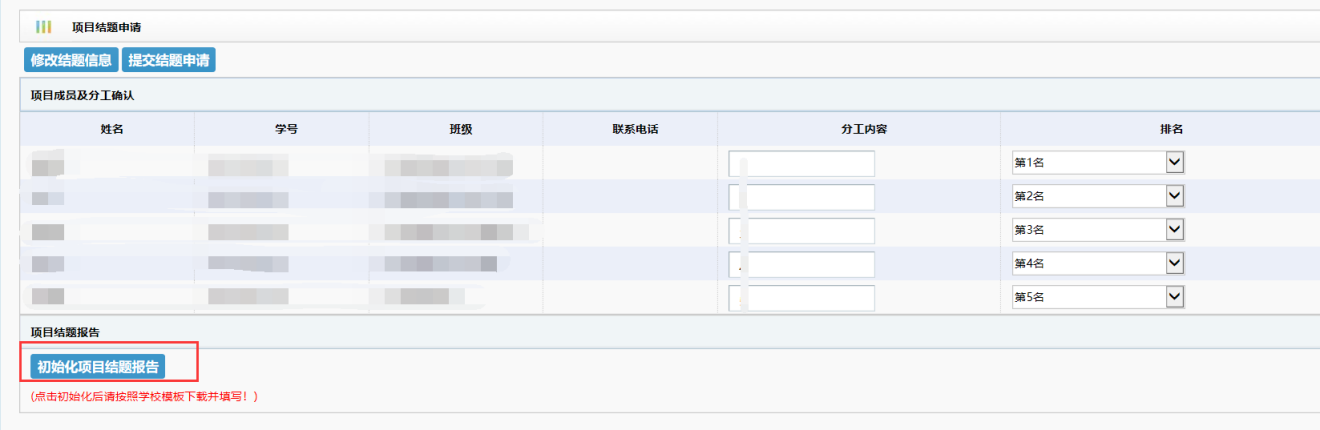 项目结题申请
修改结题信息 提交结题申请
项目成员及分工确认
姓名 学号 班级 联系电话 分工内容 排名
第1名
第2名
第3名
第4名
第5名
项目结题报告
初始化项目结题报告
(点击初始化后请按照学校模板下载并填写！)